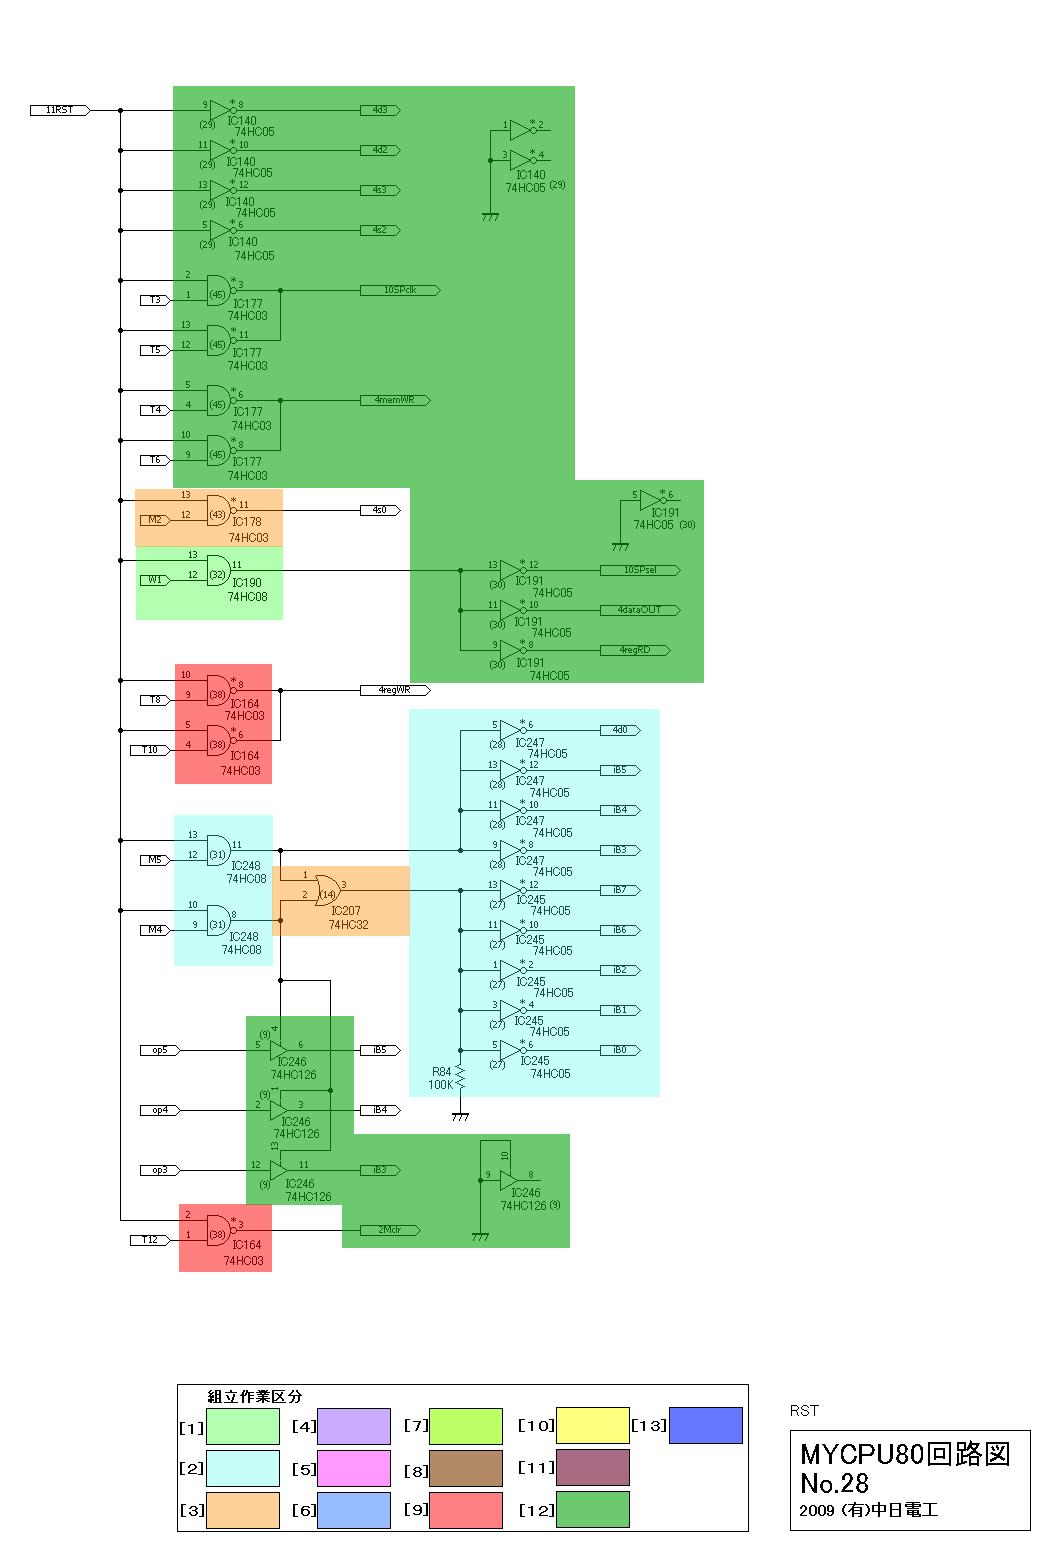 11RST
9 * 8
(29) IC140
74HC05
4d3
11 * 10
(29) IC140
74HC05
4d2
13 * 12
(29) IC140
74HC05
4s3
5 * 6
(29) IC140
74HC05
4s2
1 * 2
3 * 4
IC140
74HC05 (29)
2 * 3
T3 1 (45) IC177
74HC03
10SPclk
13 * 11
T5 12 (45) IC177
74HC03
5 * 6
T4 4 (45) IC177
74HC03
4memWR
10 * 8
T6 9 (45) IC177
74HC03
13 * 11
M2 12 (43) IC178
74HC03
4s0
5 * 6
IC191
74HC05 (30)
13 11
W1 12 (32) IC190
74HC08
13 * 12
(30) IC191
74HC05
10SPsel
11 * 10
(30) IC191
74HC05
4dataOUT
9 * 8
(30) IC191
74HC05
4regRD
10 * 8
T8 9 (38) IC164
74HC03
4regWR
5 * 6
T10 4 (38) IC164
74HC03
5 * 6
(28) IC247
74HC05
4d0
13 * 12
(28) IC247
74HC05
iB5
11 * 10
(28) IC247
74HC05
iB4
13 11
M5 12 (31) IC248
74HC08
9 * 8
(28) IC247
74HC05
iB3
1 3
2 (14)
IC207
74HC32
13 * 12
(27) IC245
74HC05
iB7
10 8
M4 9 (31) IC248
74HC08
11 * 10
(27) IC245
74HC05
iB6
1 * 2
(27) IC245
74HC05
iB2
3 * 4
(27) IC245
74HC05
iB1
5 * 6
(27) IC245
74HC05
iB0
R84
100K
op5 (9) 4
5 6
IC246
74HC126
iB5
op4 (9) 1
2 3
IC246
74HC126
iB4
op3 13
12 11
(9) IC246
74HC126
iB3
10
9 8
IC246
74HC126 (9)
2 * 3
T12 1 (38) IC164
74HC03
2Mclr
組立作業区分
[1] [4] [7] [10] [13]
[2] [5] [8] [11]
[3] [6] [9] [12]
RST
MYCPU80回路図
No.28
2009 (有)中日電工